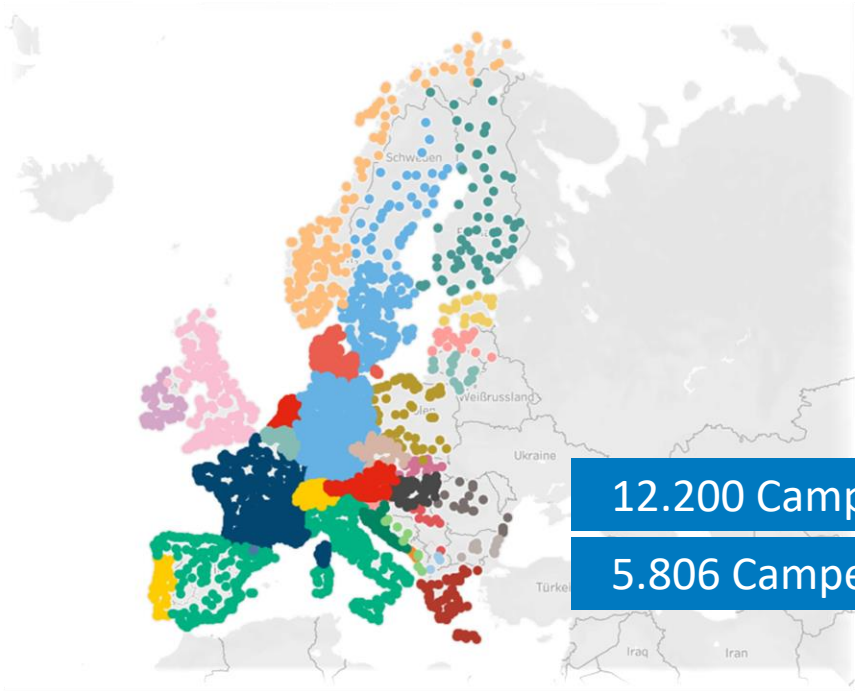 Schweden
Weißrussland
Ukraine
12.200 Camp
5.806 Campe
Türkei
Iraq
Iran